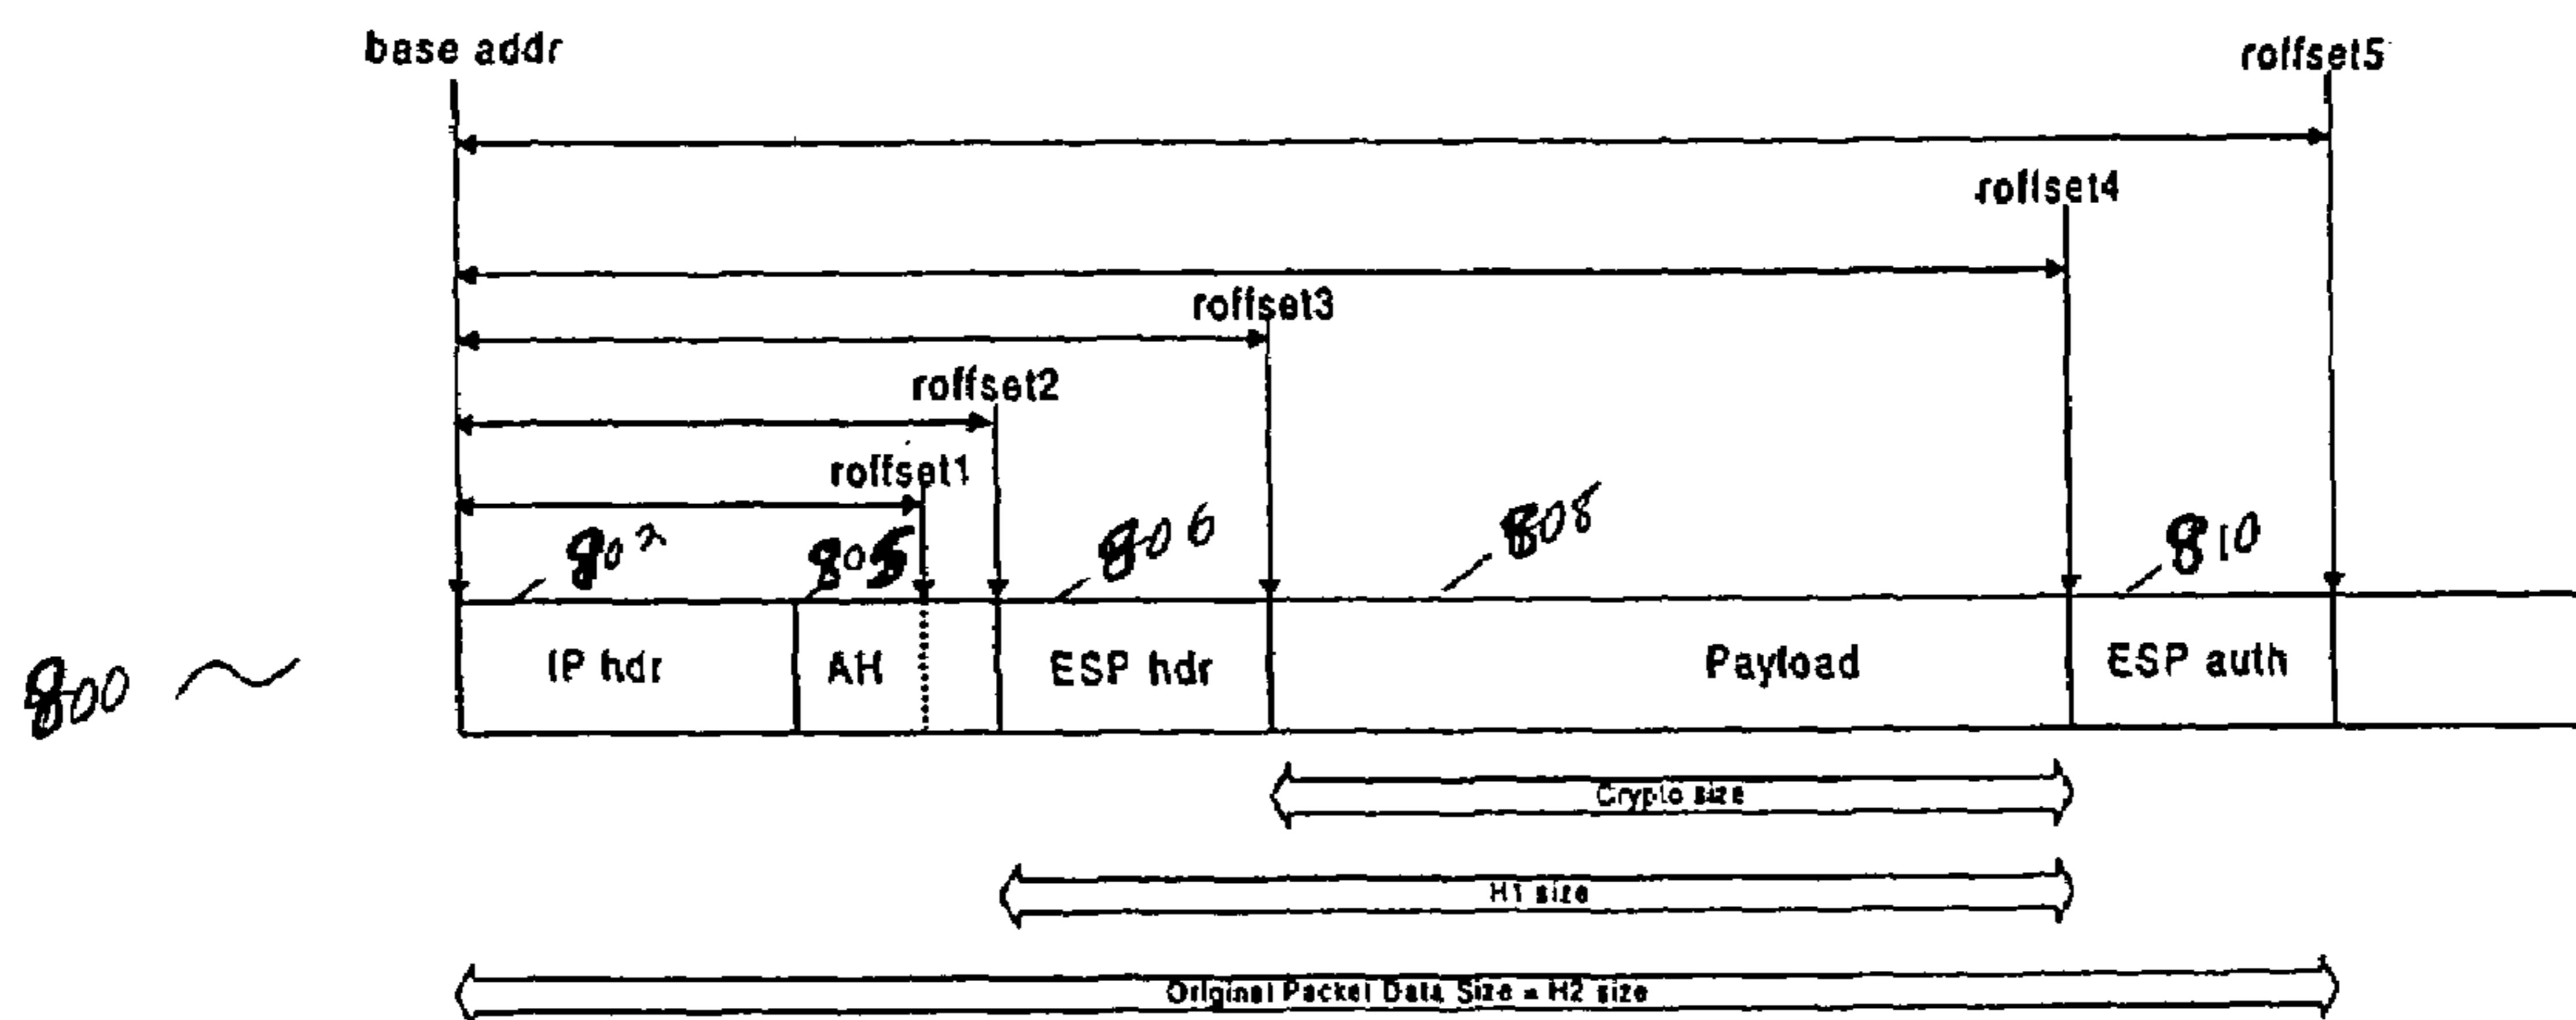 base addr
roffset5
roffset4
roffset3
roffset2
roffset1
802
805
806
808
810
800
IP hdr
AH
ESP hdr
Payload
ESP auth
Crypto size
H1 size
Original Packet Data Size = H2 size